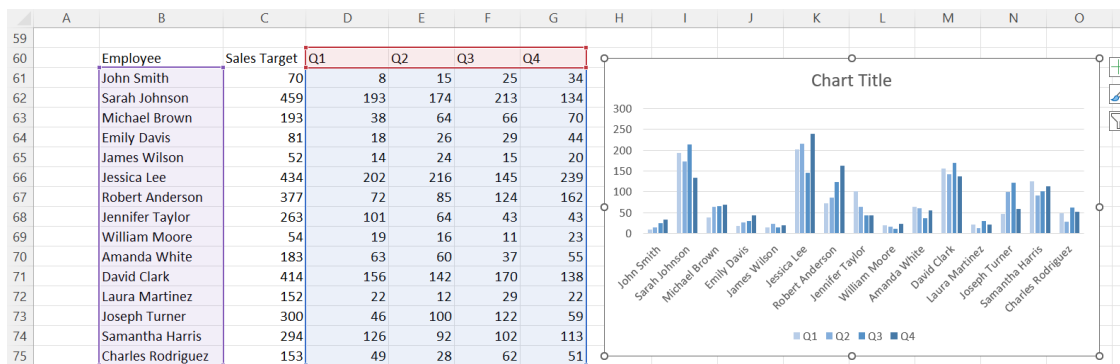 A B C D E F G H I J K L M N O
59
60 Employee Sales Target Q1 Q2 Q3 Q4
61 John Smith 70 8 15 25 34
62 Sarah Johnson 459 193 174 213 134
63 Michael Brown 193 38 64 66 70
64 Emily Davis 81 18 26 29 44
65 James Wilson 52 14 24 15 20
66 Jessica Lee 434 202 216 145 239
67 Robert Anderson 377 72 85 124 162
68 Jennifer Taylor 263 101 64 43 43
69 William Moore 54 19 16 11 23
70 Amanda White 183 63 60 37 55
71 David Clark 414 156 142 170 138
72 Laura Martinez 152 22 12 29 22
73 Joseph Turner 300 46 100 122 59
74 Samantha Harris 294 126 92 102 113
75 Charles Rodriguez 153 49 28 62 51
Chart Title
300
250
200
150
100
50
0
John Smith
Sarah Johnson
Michael Brown
Emily Davis
James Wilson
Jessica Lee
Robert Anderson
Jennifer Taylor
William Moore
Amanda White
David Clark
Laura Martinez
Joseph Turner
Samantha Harris
Charles Rodriguez
Q1 Q2 Q3 Q4